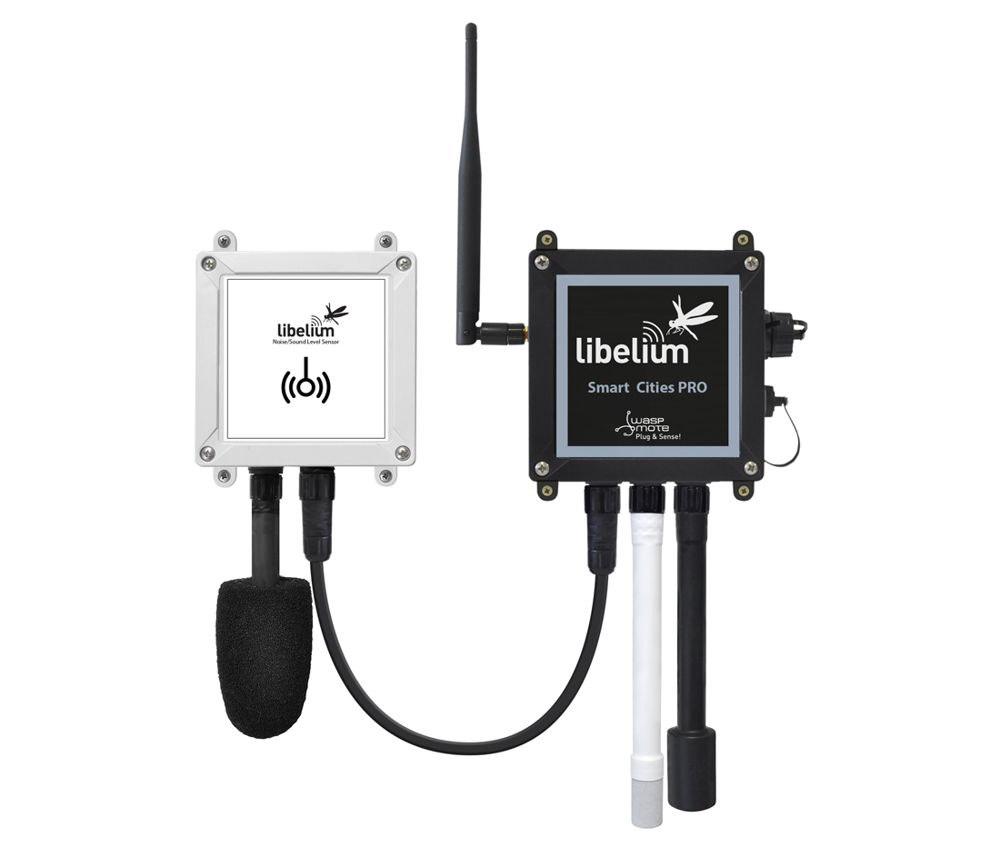 libelium
Noise/Sound Level Sensor
libelium
Smart Cities PRO
wasp
mote
Plug & Sense!